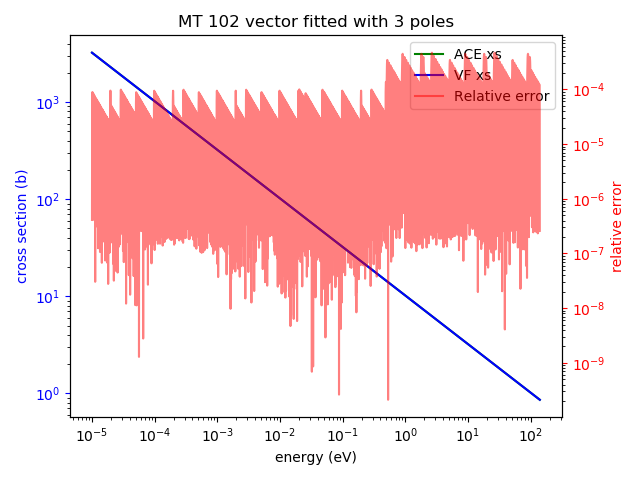 MT 102 vector fitted with 3 poles
ACE xs
VF xs
Relative error
cross section (b)
10³
10²
10¹
10⁰
10⁻⁴
10⁻⁵
10⁻⁶
10⁻⁷
10⁻⁸
10⁻⁹
relative error
10⁻⁵ 10⁻⁴ 10⁻³ 10⁻² 10⁻¹ 10⁰ 10¹ 10²
energy (eV)